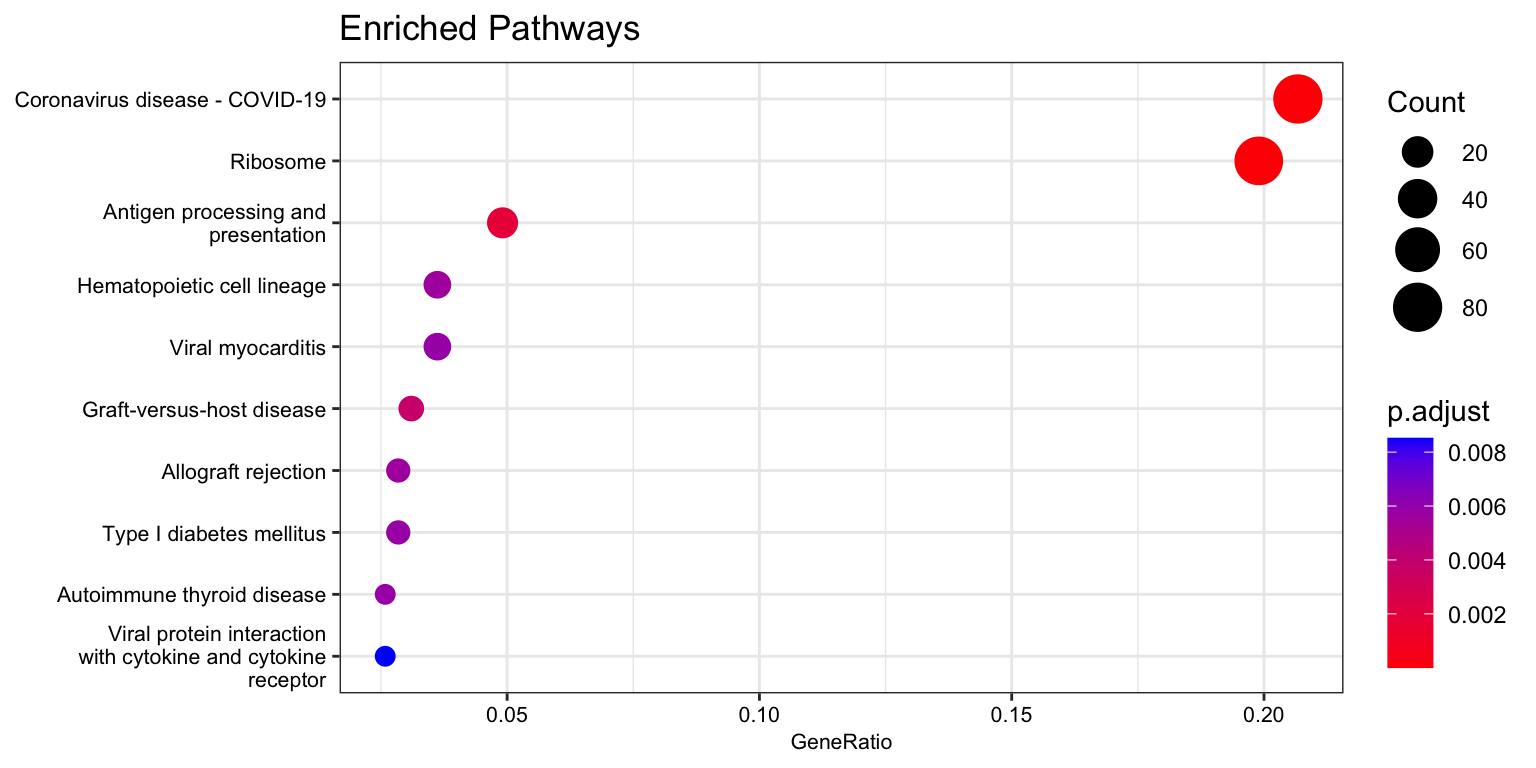 Enriched Pathways
Coronavirus disease - COVID-19
Ribosome
Antigen processing and
presentation
Hematopoietic cell lineage
Viral myocarditis
Graft-versus-host disease
Allograft rejection
Type I diabetes mellitus
Autoimmune thyroid disease
Viral protein interaction
with cytokine and cytokine
receptor
0.05 0.10 0.15 0.20
GeneRatio
Count
20
40
60
80
p.adjust
0.008
0.006
0.004
0.002